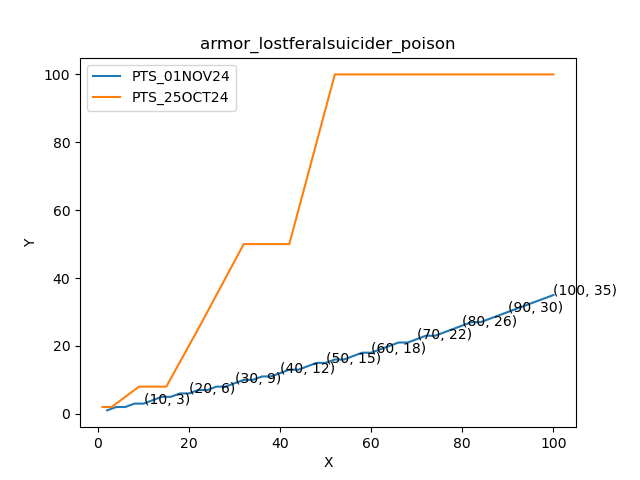 armor_lostferalsuicider_poison
PTS_01NOV24
PTS_25OCT24
100
80
60
40
20
0
Y
(10, 3)
(20, 6)
(30, 9)
(40, 12)
(50, 15)
(60, 18)
(70, 22)
(80, 26)
(90, 30)
(100, 35)
0 20 40 60 80 100
X